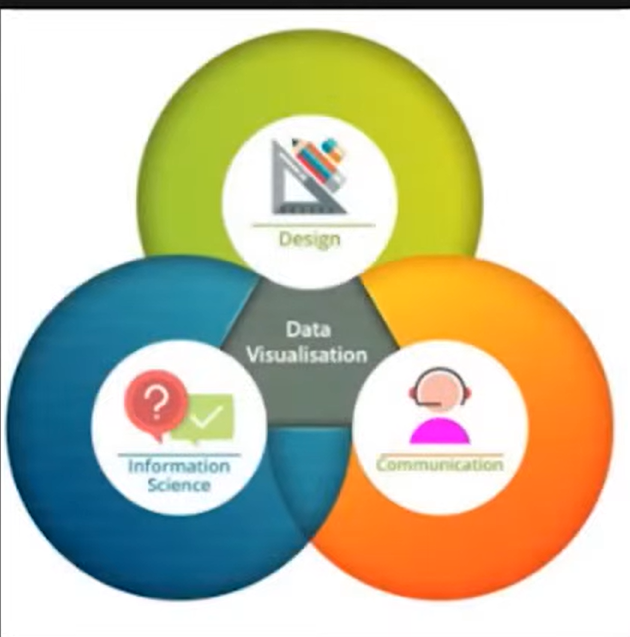 Design
Data
Visualisation
?
Information
Science
Communication